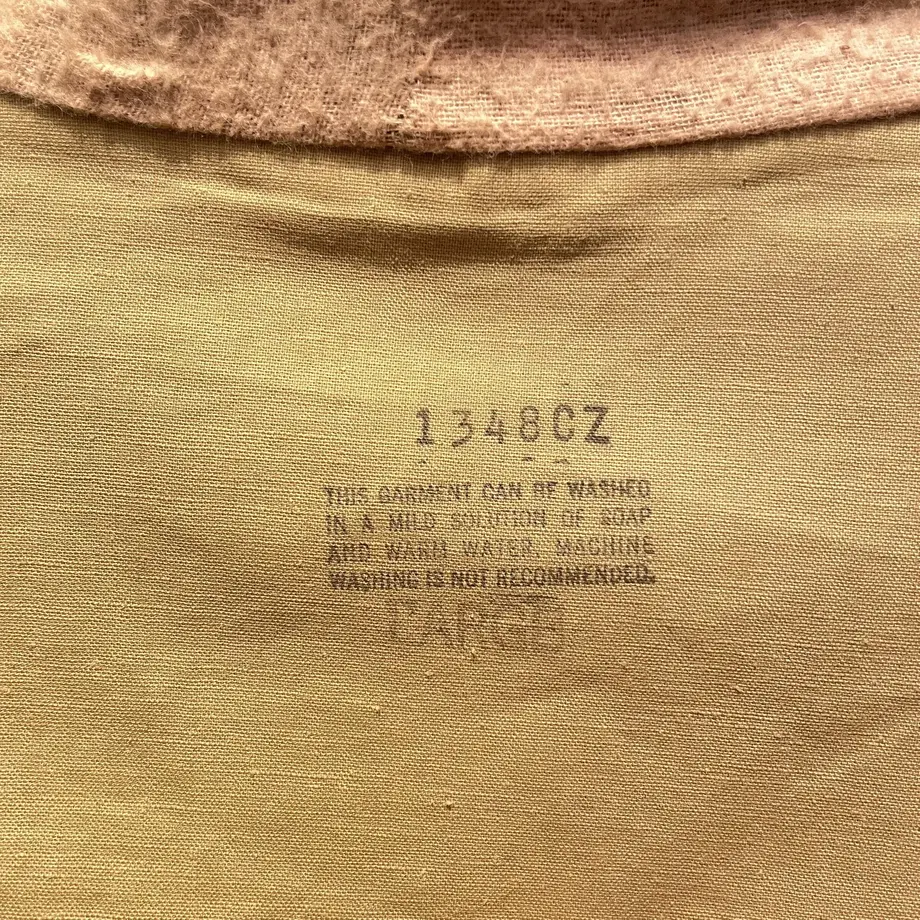 1348CZ
THIS GARMENT CAN BE WASHED
IN A MILD SOLUTION OF SOAP
AND WARM WATER. MACHINE
WASHING IS NOT RECOMMENDED.
LARGE